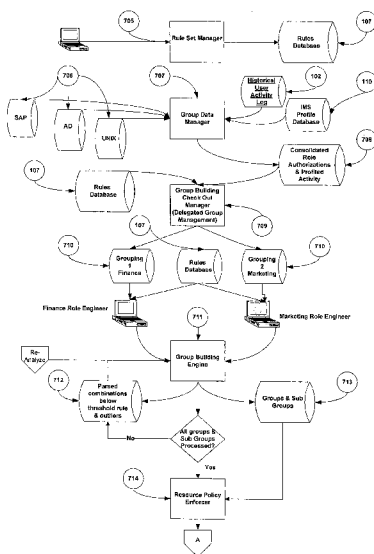 705
Rule Set Manager
107
Rules
Database
706
707
Historical
User
Activity
Log
102
110
SAP
AD
UNIX
Group Data
Manager
IMS
Profile
Database
107
Rules
Database
Group Building
Check Out
Manager
(Delegated Group
Management)
Consolidated
Role
Authorizations
& Profiled
Activity
708
709
710
107
710
Grouping
1
Finance
Rules
Database
Grouping
2
Marketing
Finance Role Engineer
Marketing Role Engineer
711
Re-
Analyze
Group Building
Engine
712
Parsed
combinations
below
threshold rule
& outliers
713
Groups & Sub
Groups
All groups &
Sub Groups
Processed?
No
Yes
714
Resource Policy
Enforcer
A